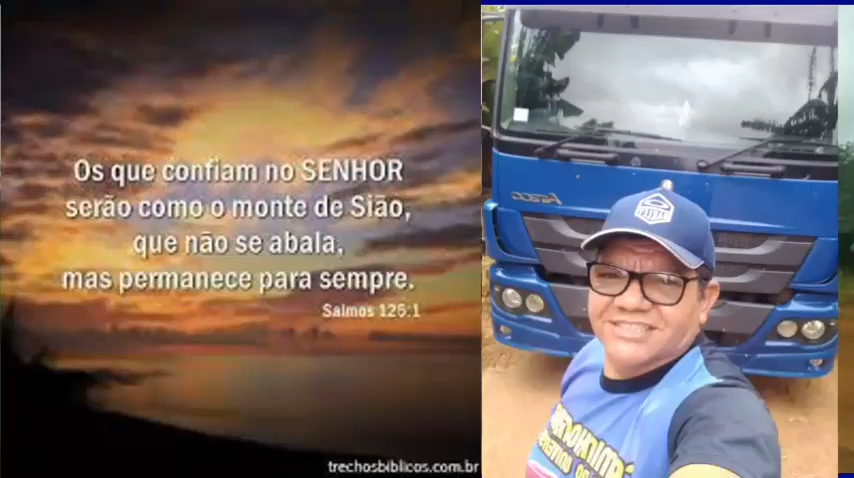 Os que confiam no SENHOR
serão como o monte de Sião,
que não se abala,
mas permanece para sempre.
Salmos 125:1
trechosbiblicos.com.br